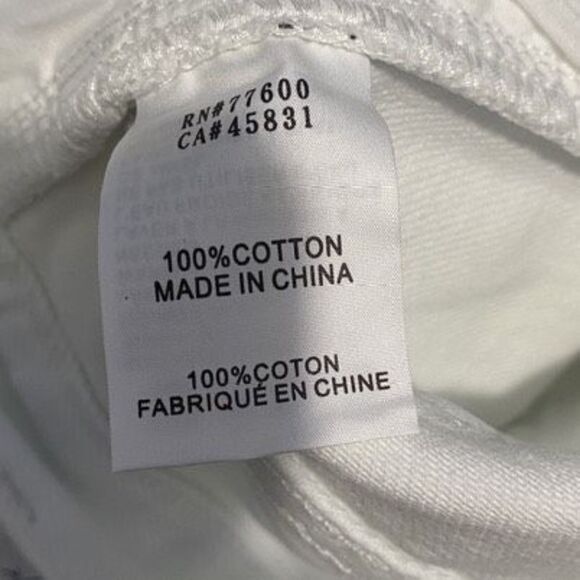 RN#77600
CA#45831
100%COTTON
MADE IN CHINA
100%COTON
FABRIQUÉ EN CHINE